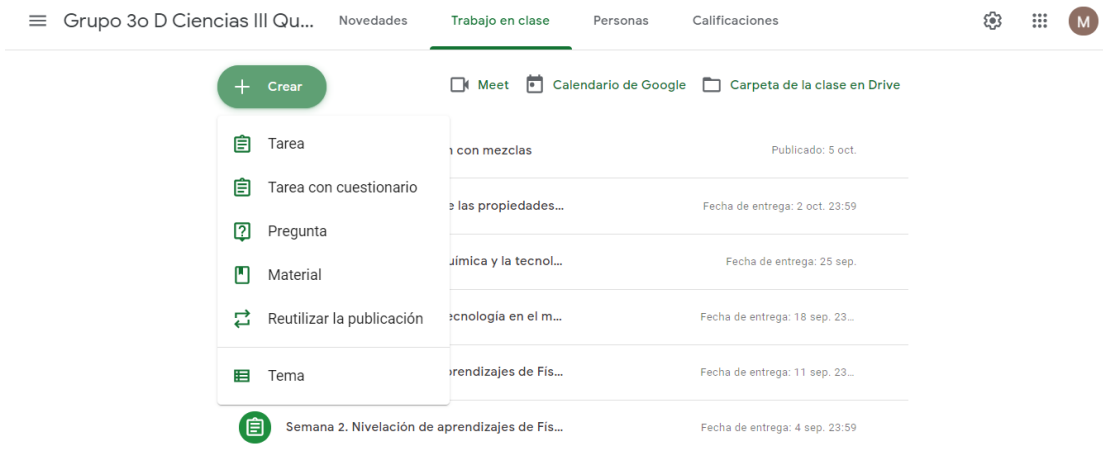 Grupo 3o D Ciencias III Qu... Novedades Trabajo en clase Personas Calificaciones M
Crear Meet Calendario de Google Carpeta de la clase en Drive
Tarea
n con mezclas Publicado: 5 oct.
Tarea con cuestionario
e las propiedades... Fecha de entrega: 2 oct. 23:59
Pregunta
uímica y la tecnol... Fecha de entrega: 25 sep.
Material
Reutilizar la publicación
ecnología en el m... Fecha de entrega: 18 sep. 23...
Tema
prendizajes de Fís... Fecha de entrega: 11 sep. 23...
Semana 2. Nivelación de aprendizajes de Fís... Fecha de entrega: 4 sep. 23:59